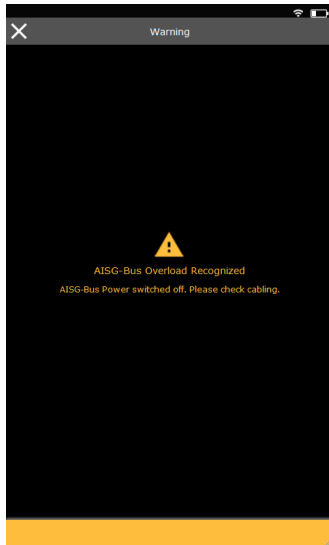 Warning
AISG-Bus Overload Recognized
AISG-Bus Power switched off. Please check cabling.